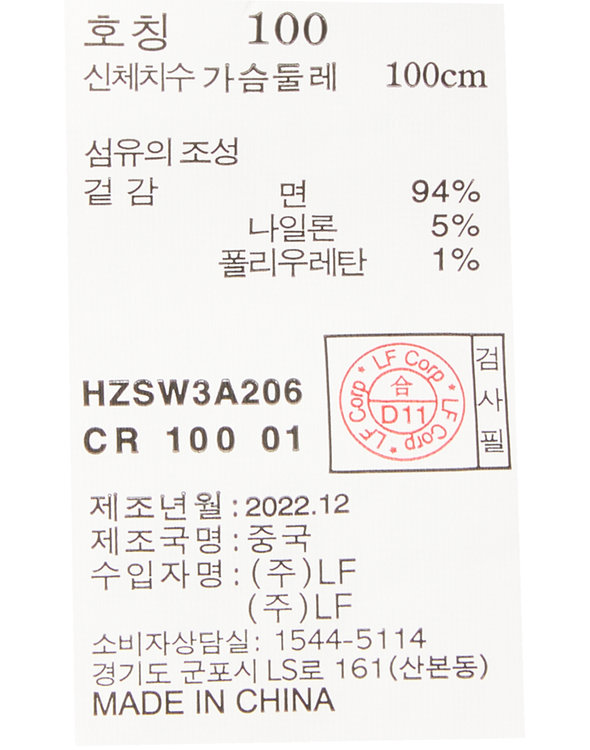 호칭 100
신체치수 가슴둘레 100cm
섬유의 조성
겉감 면 94%
나일론 5%
폴리우레탄 1%
HZSW3A206
CR 100 01
LF Corp * LF Corp * LF Corp *
合
D11
검사필
제조년월 : 2022.12
제조국명 : 중국
수입자명 : (주)LF
(주)LF
소비자상담실: 1544-5114
경기도 군포시 LS로 161(산본동)
MADE IN CHINA